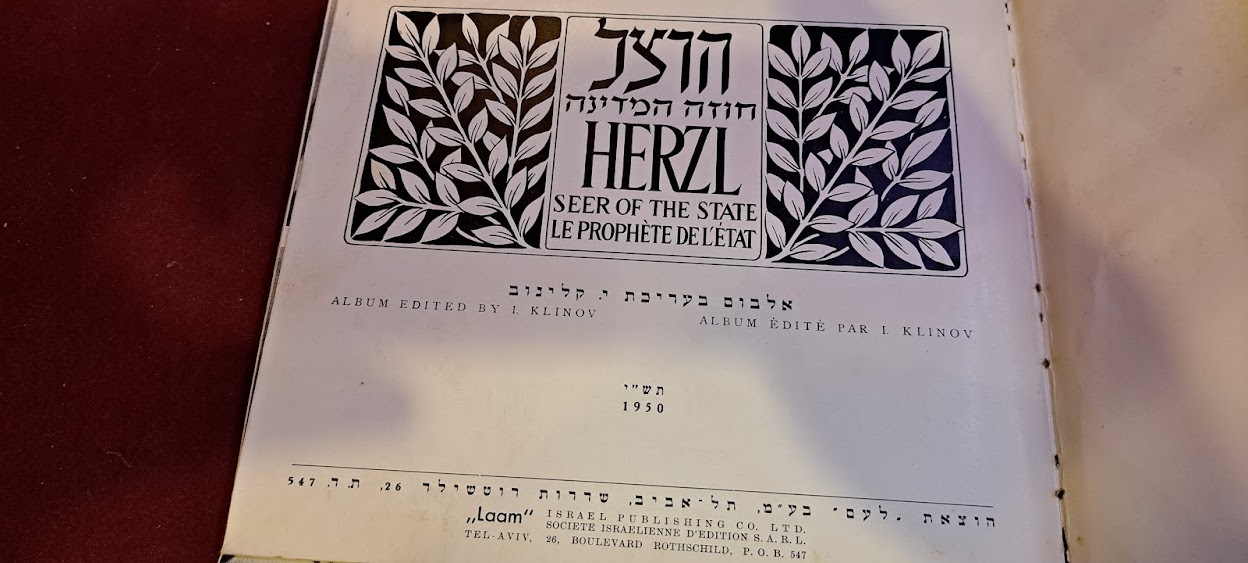 הרצל
חוזה המדינה
HERZL
SEER OF THE STATE
LE PROPHÈTE DE L'ÉTAT
אלבום בעריכת י. קלינוב
ALBUM EDITED BY I. KLINOV
ALBUM ÉDITÉ PAR I. KLINOV
תש"י
1950
הוצאת "לעם" בע"מ, תל-אביב, שדרות רוטשילד 26, ת. ד. 547
„Laam“
ISRAEL PUBLISHING CO. LTD.
SOCIETE ISRAELIENNE D'EDITION S.A.R.L.
TEL-AVIV, 26, BOULEVARD ROTHSCHILD, P.O.B. 547